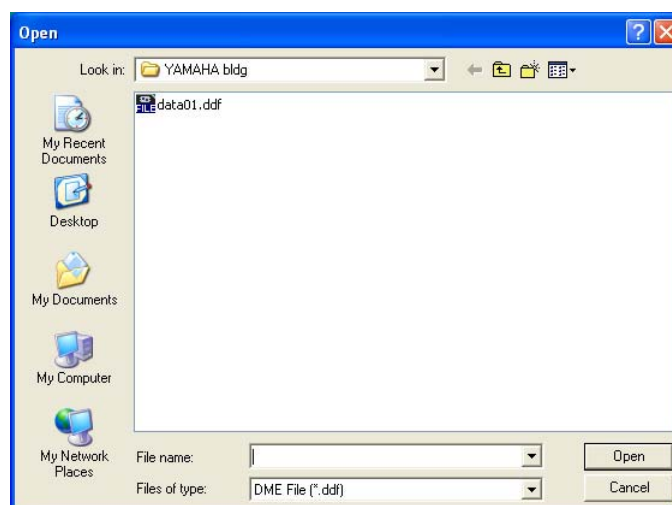 Open
Look in: YAMAHA bldg
data01.ddf
My Recent
Documents
Desktop
My Documents
My Computer
My Network
Places
File name:
Open
Files of type: DME File (*.ddf)
Cancel